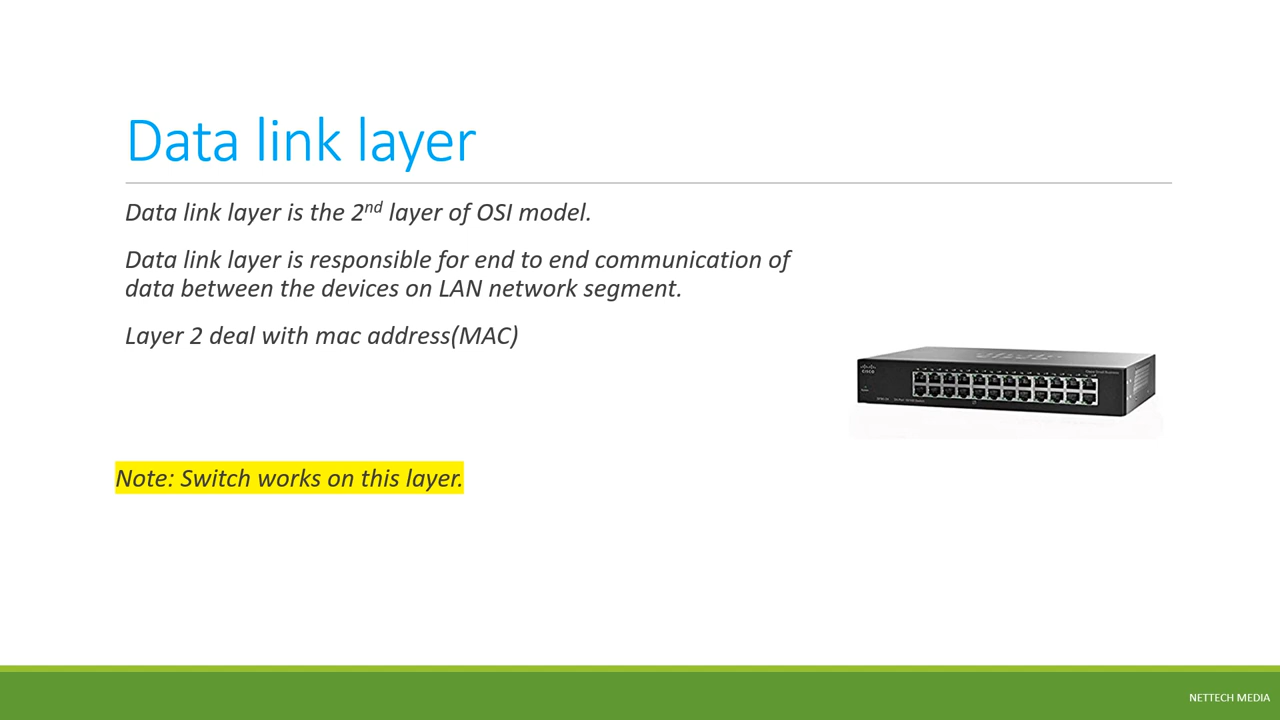 Data link layer
Data link layer is the 2nd layer of OSI model.
Data link layer is responsible for end to end communication of
data between the devices on LAN network segment.
Layer 2 deal with mac address(MAC)
CISCO
Note: Switch works on this layer.
NETTECH MEDIA